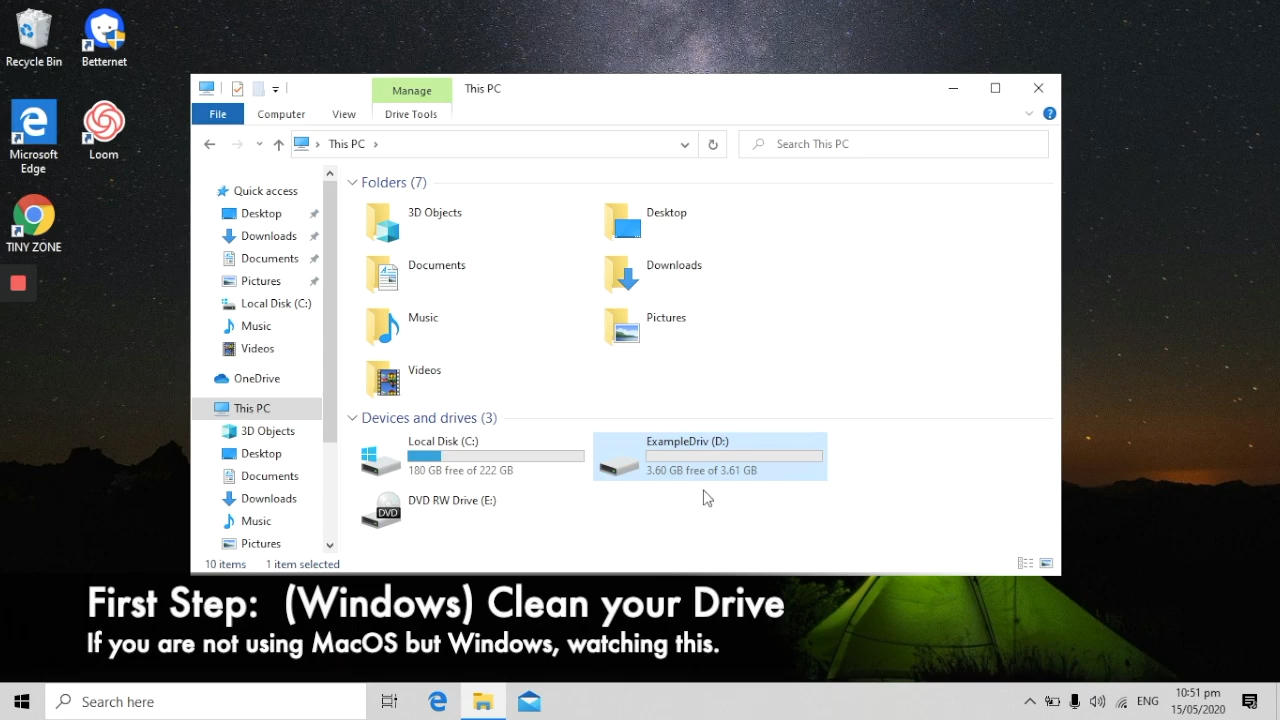 Recycle Bin
Betternet
Microsoft
Edge
Loom
TINY ZONE
Manage
This PC
File
Computer
View
Drive Tools
This PC
Search This PC
Quick access
Desktop
Downloads
Documents
Pictures
Local Disk (C:)
Music
Videos
OneDrive
This PC
3D Objects
Desktop
Documents
Downloads
Music
Pictures
Folders (7)
3D Objects
Desktop
Documents
Downloads
Music
Pictures
Videos
Devices and drives (3)
Local Disk (C:)
180 GB free of 222 GB
ExampleDriv (D:)
3.60 GB free of 3.61 GB
DVD
DVD RW Drive (E:)
10 items
1 item selected
First Step: (Windows) Clean your Drive
If you are not using MacOS but Windows, watching this.
Search here
ENG
10:51 pm
15/05/2020